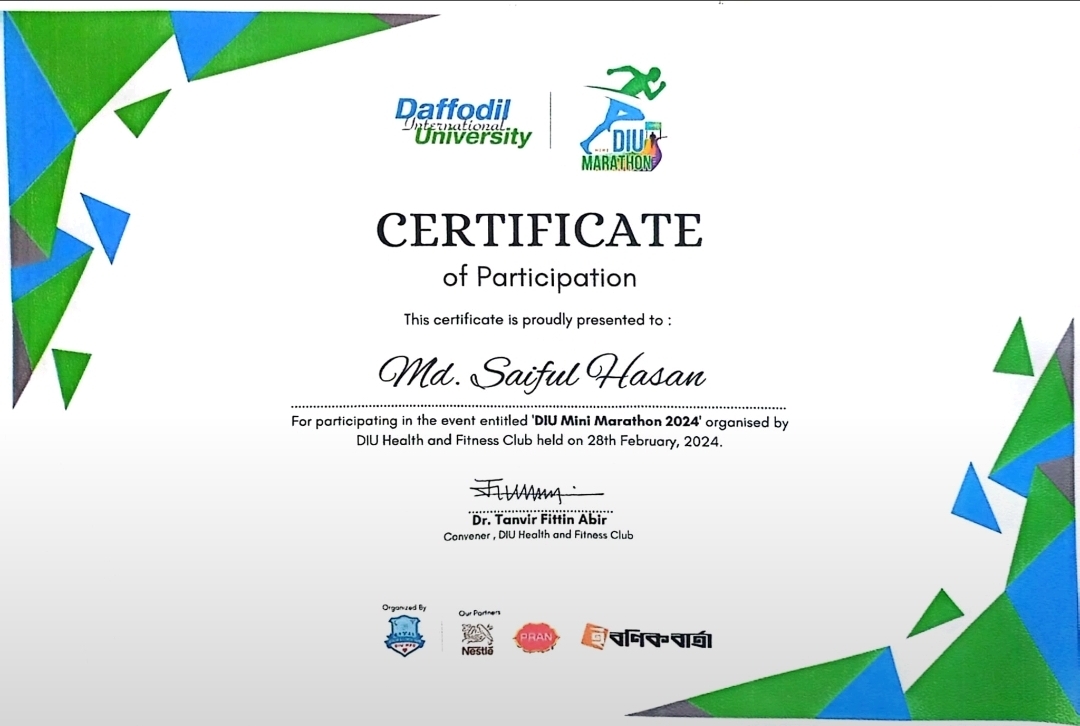 Daffodil
International
University
MINI
DIU
MARATHON
CERTIFICATE
of Participation
This certificate is proudly presented to :
Md. Saiful Hasan
For participating in the event entitled 'DIU Mini Marathon 2024' organised by
DIU Health and Fitness Club held on 28th February, 2024.
Dr. Tanvir Fittin Abir
Convener , DIU Health and Fitness Club
Organized By
Our Partners
Nestlé
PRAN
বণিক বার্তা